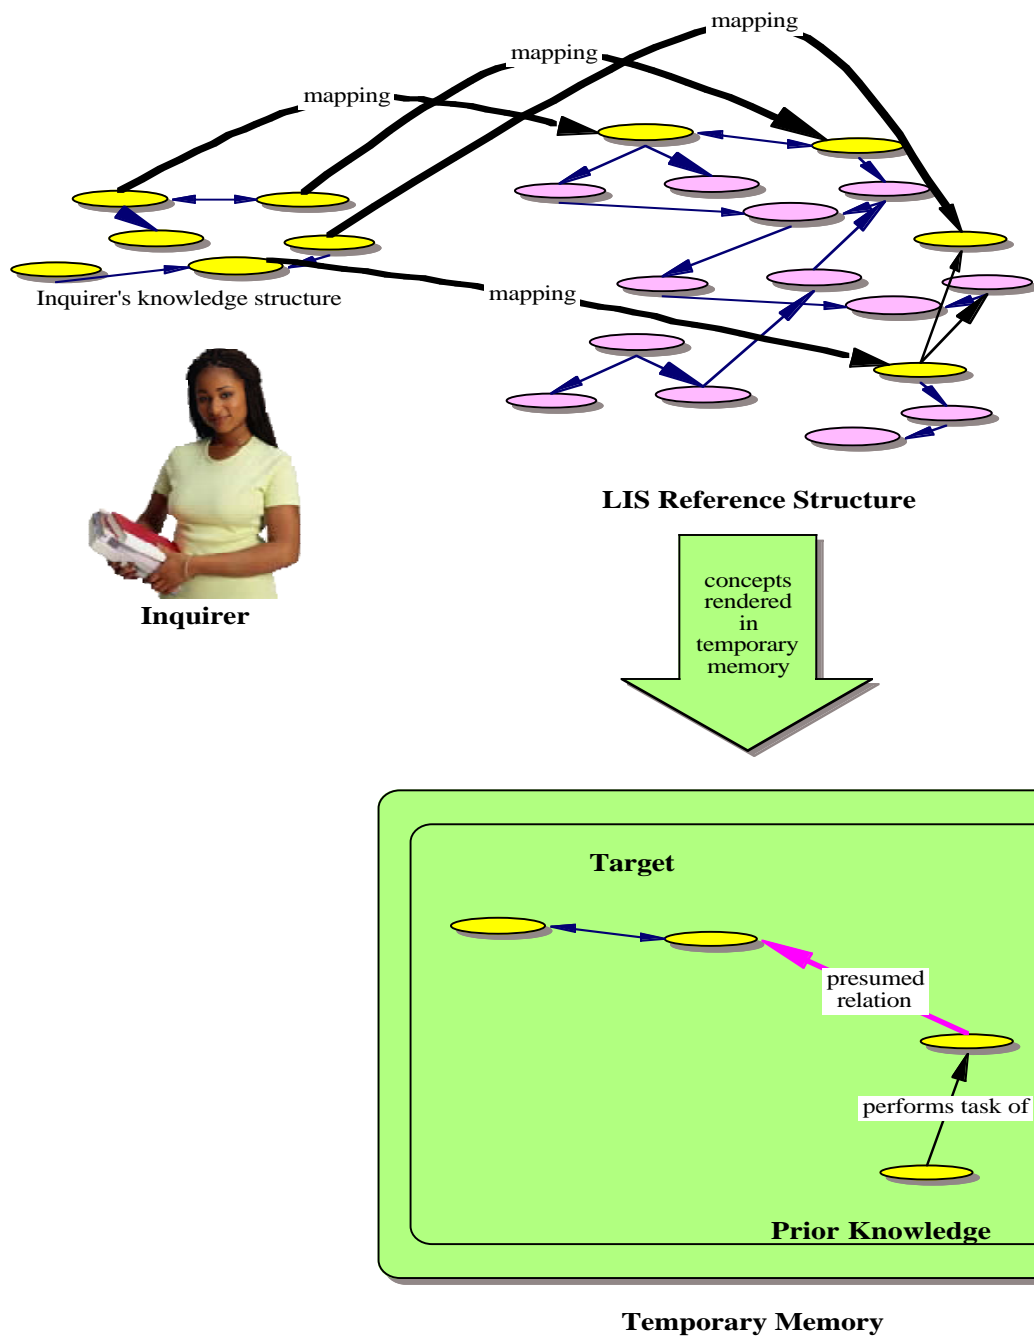 mapping
mapping
mapping
Inquirer's knowledge structure
mapping
LIS Reference Structure
Inquirer
concepts
rendered
in
temporary
memory
Target
presumed
relation
performs task of
Prior Knowledge
Temporary Memory